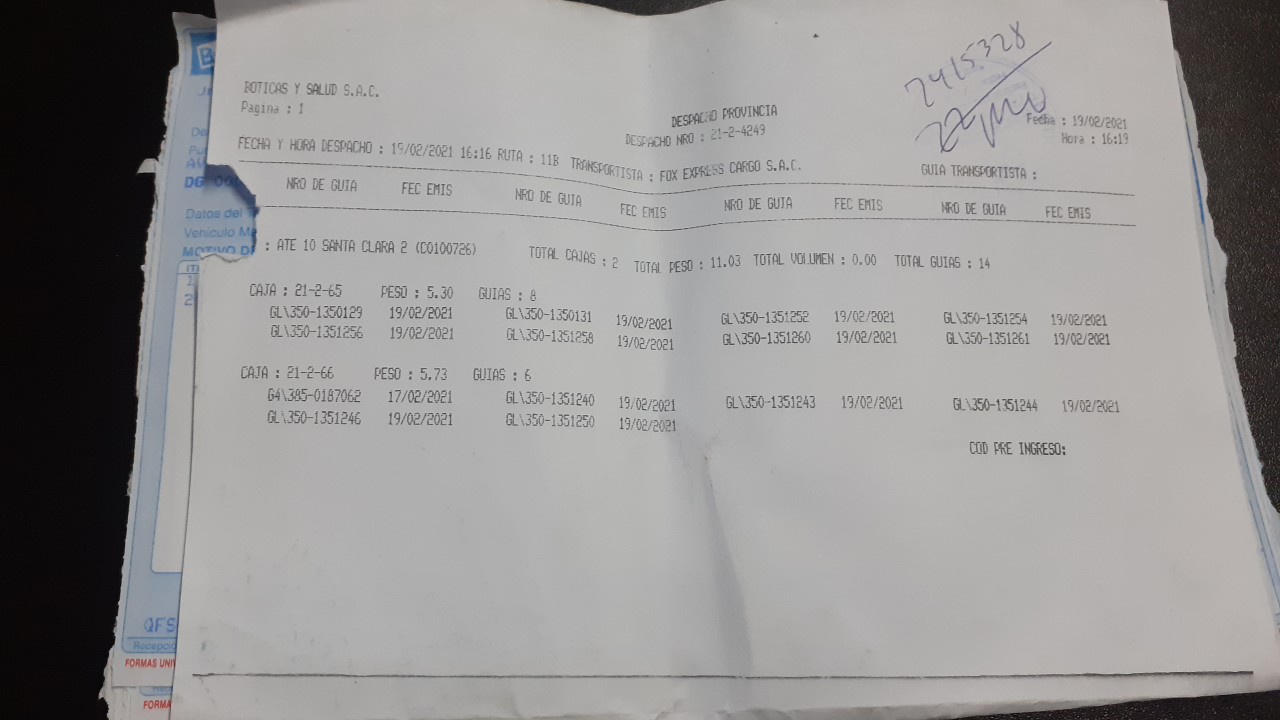 BOTICAS Y SALUD S.A.C.
Pagina : 1
2415328
DESPACHO PROVINCIA
DESPACHO NRO : 21-2-4249
Fecha : 19/02/2021
Hora : 16:19
FECHA Y HORA DESPACHO : 19/02/2021 16:16 RUTA : 11B TRANSPORTISTA : FOX EXPRESS CARGO S.A.C. GUIA TRANSPORTISTA :
NRO DE GUIA FEC EMIS NRO DE GUIA FEC EMIS NRO DE GUIA FEC EMIS NRO DE GUIA FEC EMIS
: ATE 10 SANTA CLARA 2 (C0100726) TOTAL CAJAS : 2 TOTAL PESO : 11.03 TOTAL VOLUMEN : 0.00 TOTAL GUIAS : 14
CAJA : 21-2-65 PESO : 5.30 GUIAS : 8
GL\350-1350129 19/02/2021 GL\350-1350131 19/02/2021 GL\350-1351252 19/02/2021 GL\350-1351254 19/02/2021
GL\350-1351256 19/02/2021 GL\350-1351258 19/02/2021 GL\350-1351260 19/02/2021 GL\350-1351261 19/02/2021
CAJA : 21-2-66 PESO : 5.73 GUIAS : 6
G4\385-0187062 17/02/2021 GL\350-1351240 19/02/2021 GL\350-1351243 19/02/2021 GL\350-1351244 19/02/2021
GL\350-1351246 19/02/2021 GL\350-1351250 19/02/2021
COD PRE INGRESO:
Datos del
Vehículo
MOTIVO
QFS
Recepció
FORMAS UNI
FORMA